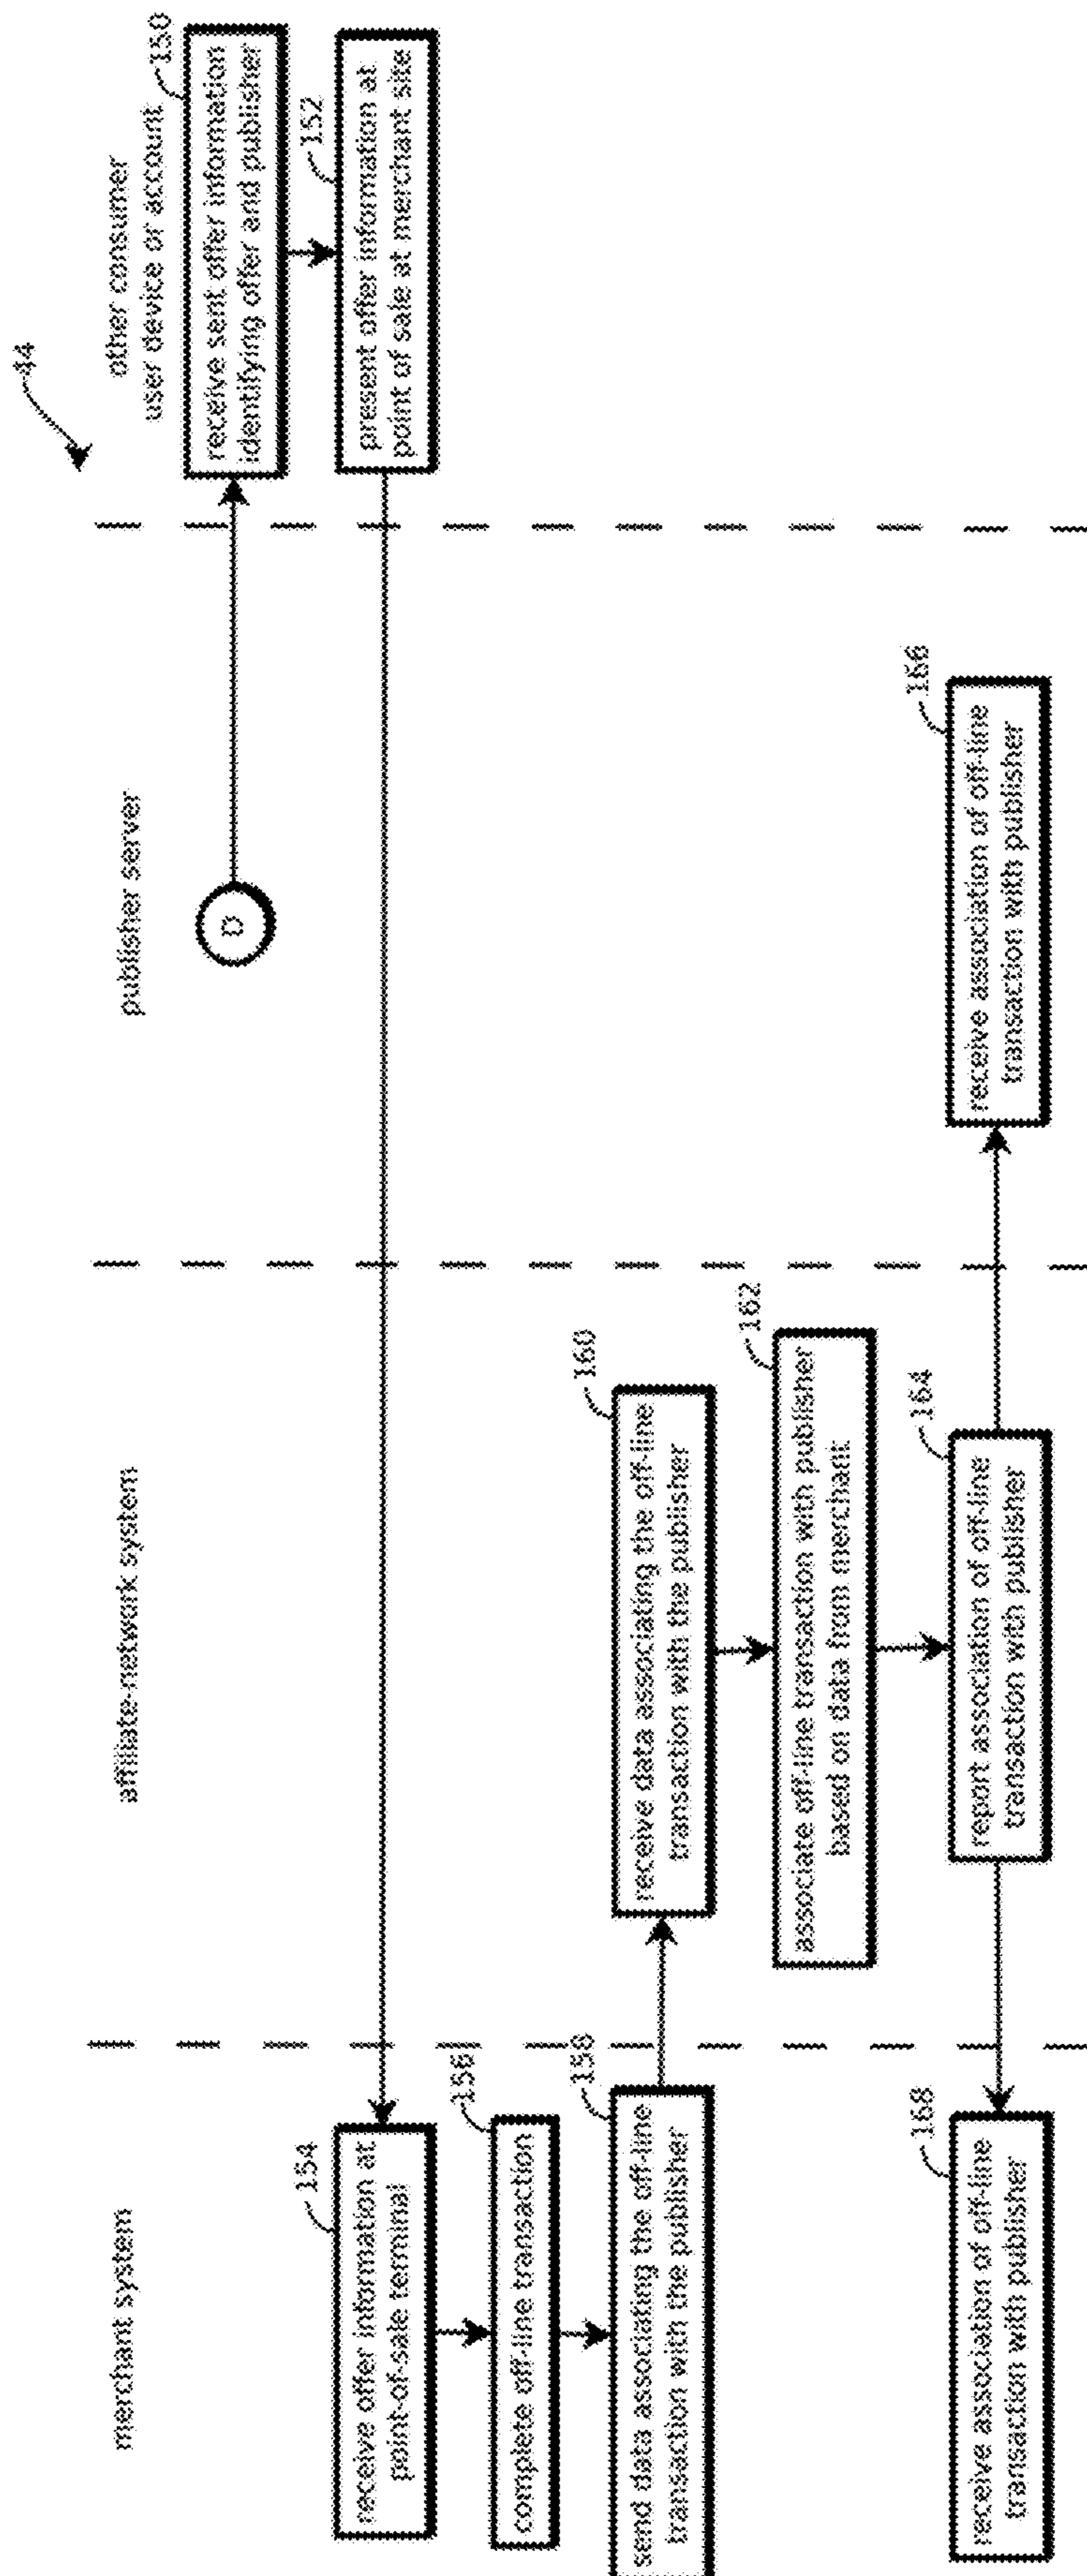 44
merchant system
affiliate-network system
publisher server
other consumer
user device or account
D
150
receive sent offer information
identifying offer and publisher
152
present offer information at
point of sale at merchant site
154
receive offer information at
point-of-sale terminal
156
complete off-line transaction
158
send data associating the off-line
transaction with the publisher
160
receive data associating the off-line
transaction with the publisher
162
associate off-line transaction with publisher
based on data from merchant
164
report association of off-line
transaction with publisher
166
receive association of off-line
transaction with publisher
168
receive association of off-line
transaction with publisher